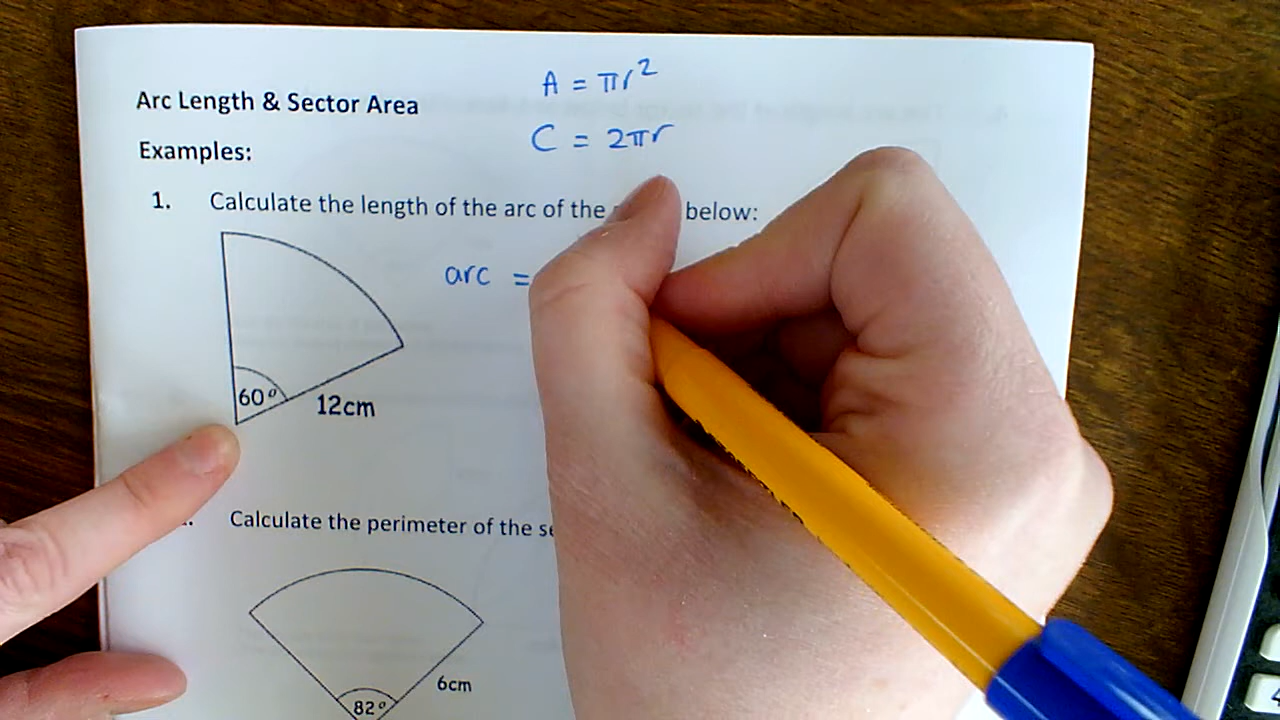 A = πr²
Arc Length & Sector Area
C = 2πr
Examples:
1. Calculate the length of the arc of the below:
arc =
60° 12cm
Calculate the perimeter of the
6cm
82°
4